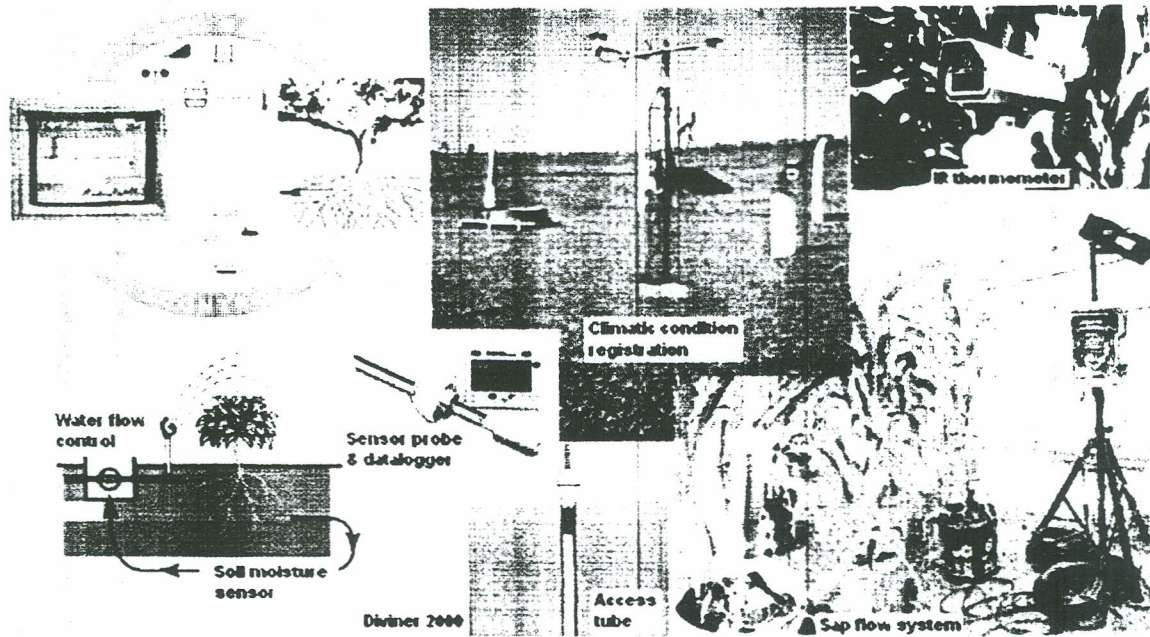 IR thermometer
Climatic condition
registration
Water flow
control
Sensor probe
& datalogger
Soil moisture
sensor
Diviner 2000
Access
tube
Sap flow system